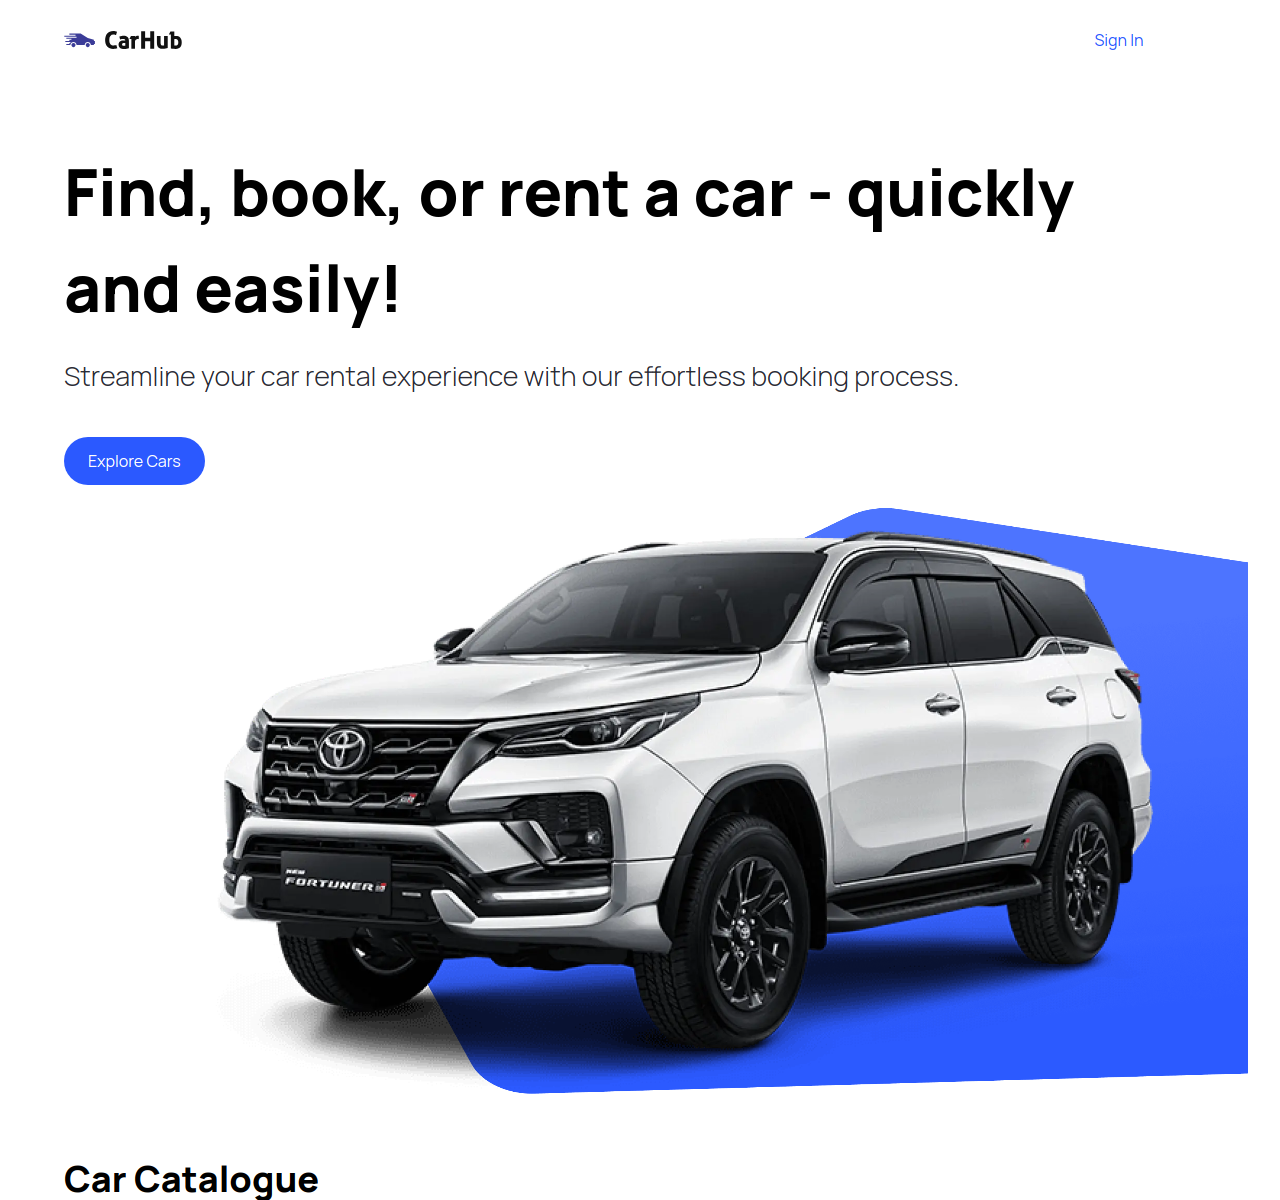 CarHub
Sign In
Find, book, or rent a car - quickly
and easily!
Streamline your car rental experience with our effortless booking process.
Explore Cars
NEW
FORTUNER GR
Car Catalogue